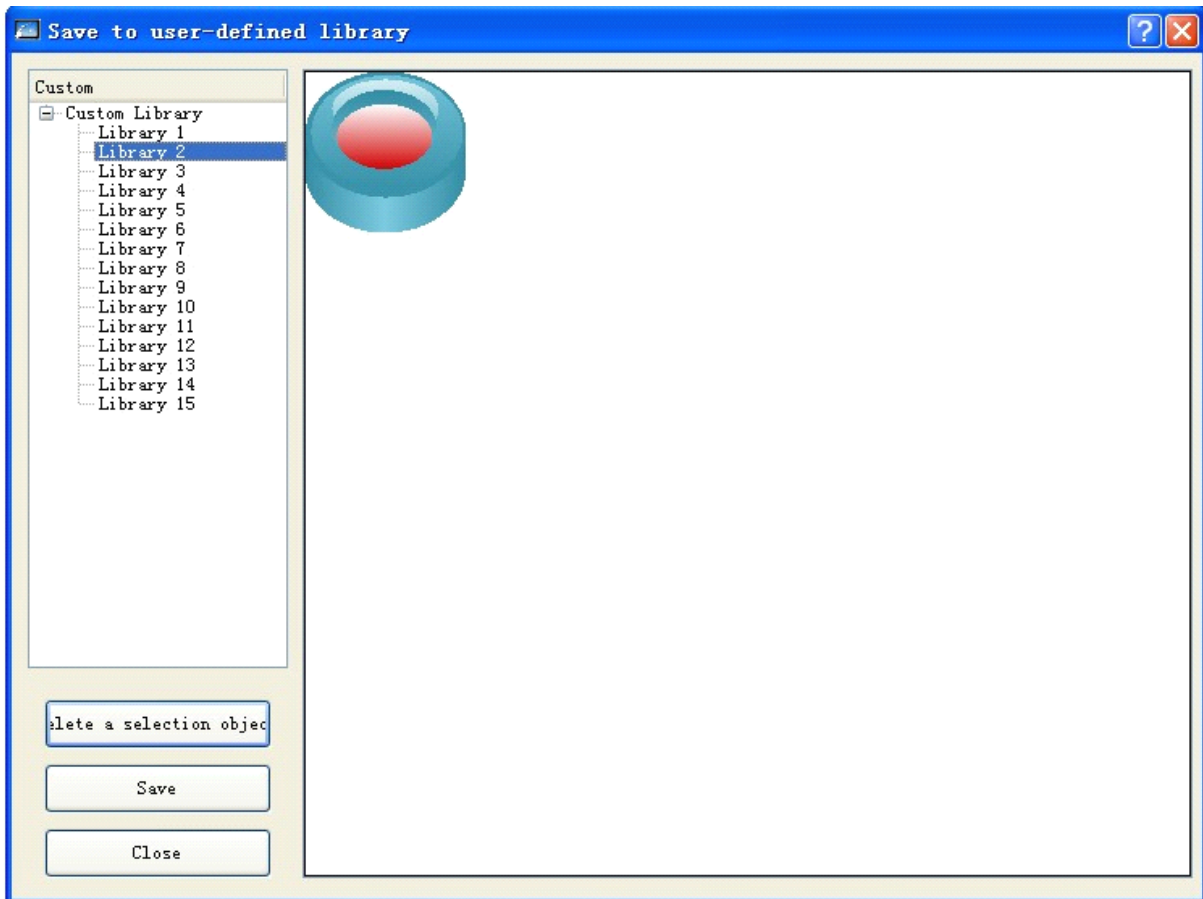 Save to user-defined library
Custom
Custom Library
Library 1
Library 2
Library 3
Library 4
Library 5
Library 6
Library 7
Library 8
Library 9
Library 10
Library 11
Library 12
Library 13
Library 14
Library 15
elete a selection objec
Save
Close